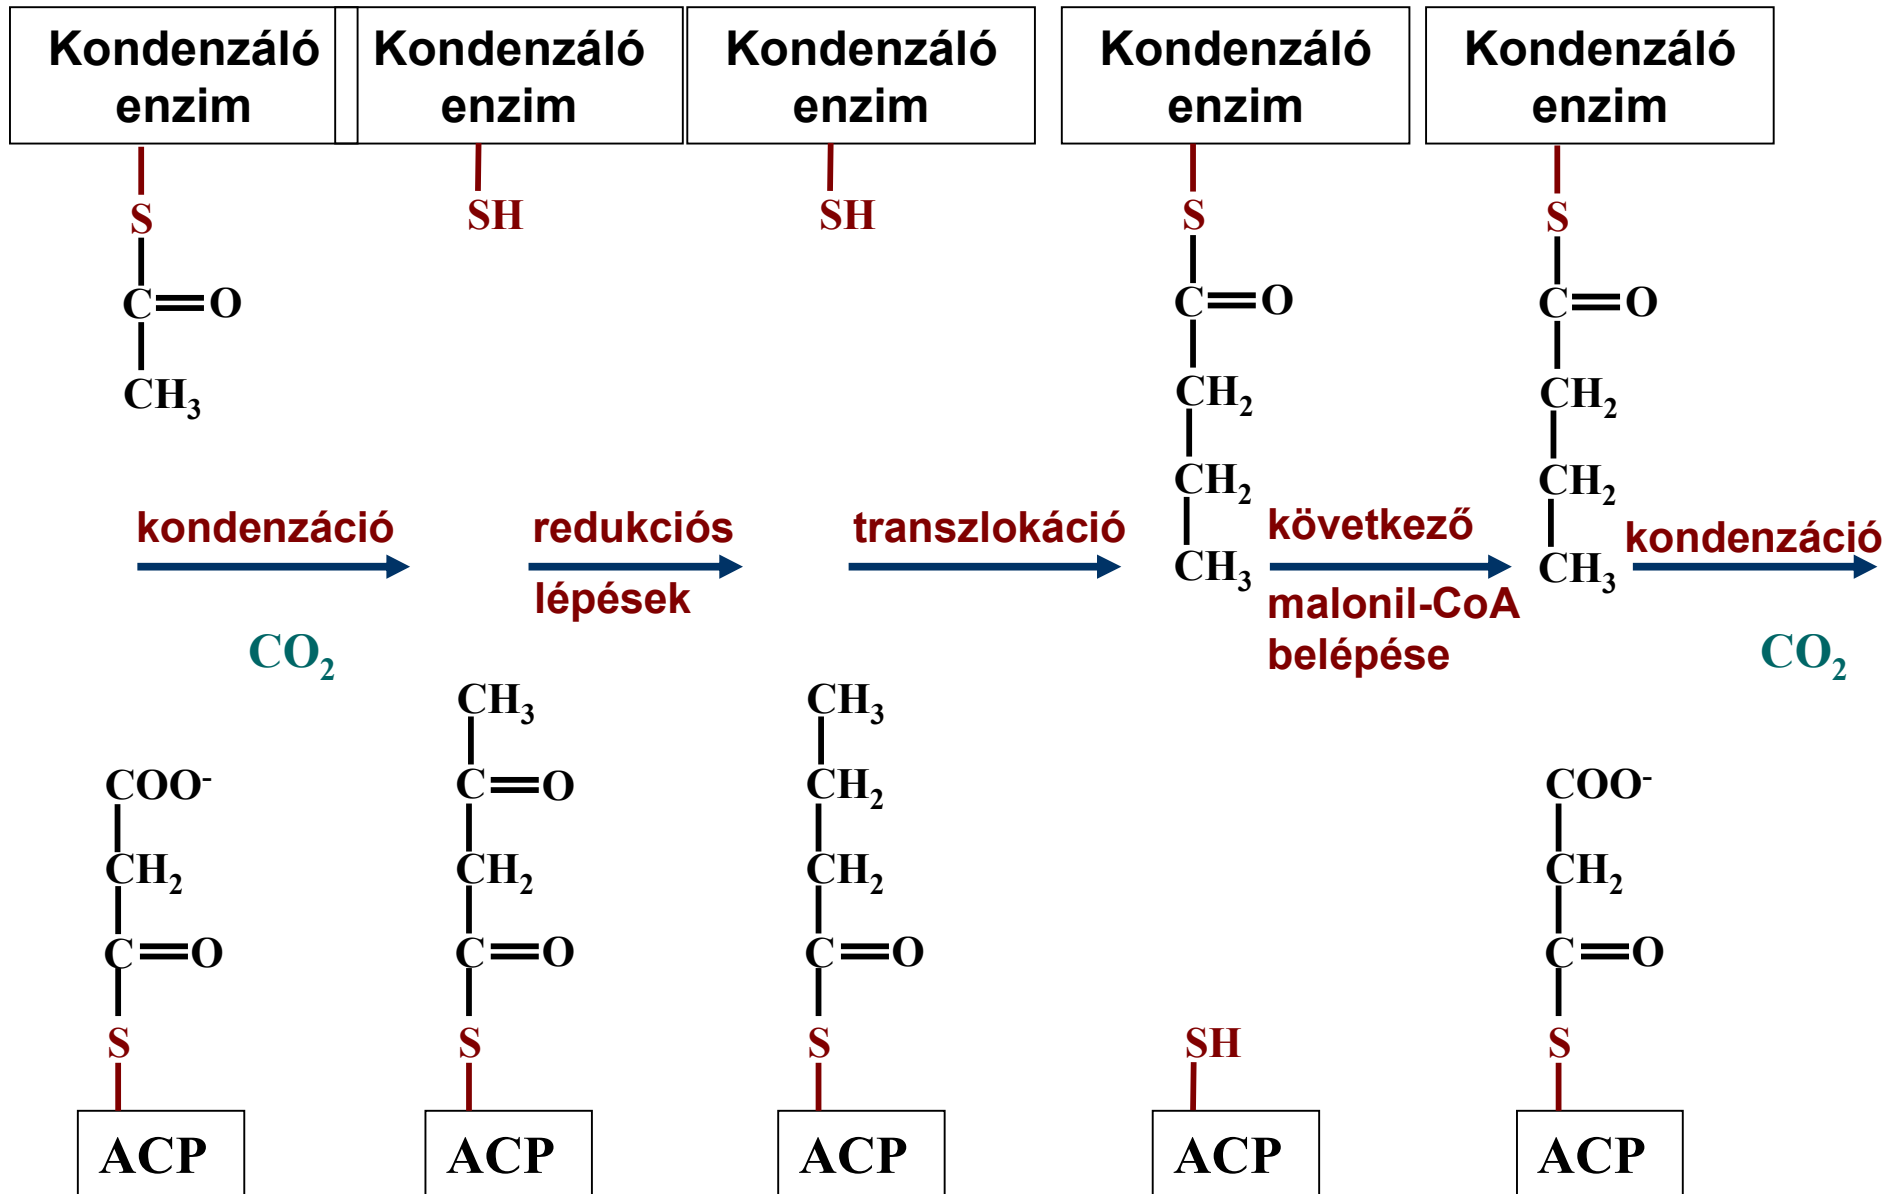 Kondenzáló
enzim
Kondenzáló
enzim
Kondenzáló
enzim
Kondenzáló
enzim
Kondenzáló
enzim
S
SH
SH
S
S
C=O
C=O
C=O
CH3
CH2
CH2
CH2
CH2
CH3
CH3
kondenzáció
redukciós
lépések
transzlokáció
következő
malonil-CoA
belépése
kondenzáció
CO2
CO2
CH3
CH3
COO-
C=O
CH2
COO-
CH2
CH2
CH2
CH2
C=O
C=O
C=O
C=O
S
S
S
SH
S
ACP
ACP
ACP
ACP
ACP